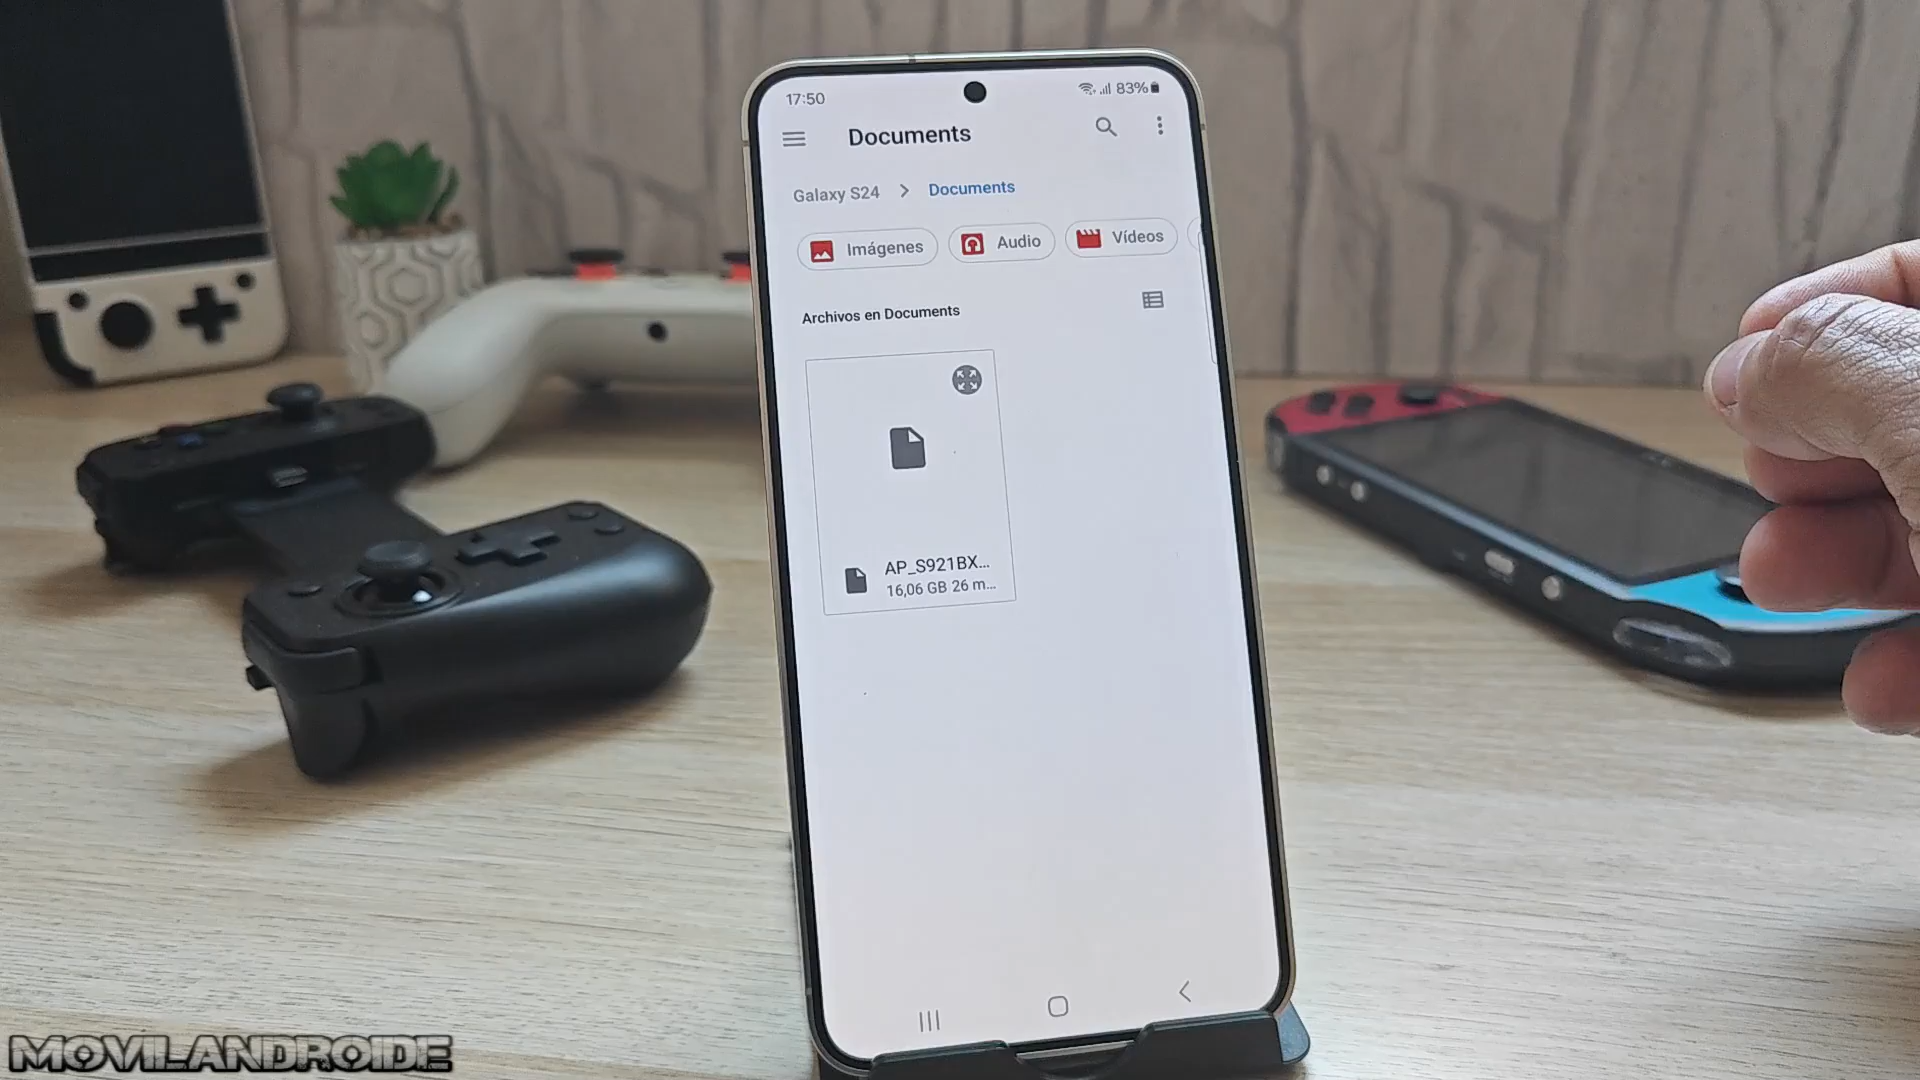 17:50
83%
Documents
Galaxy S24 > Documents
Imágenes
Audio
Vídeos
Archivos en Documents
AP_S921BX...
16,06 GB 26 m...
MOVILANDROIDE